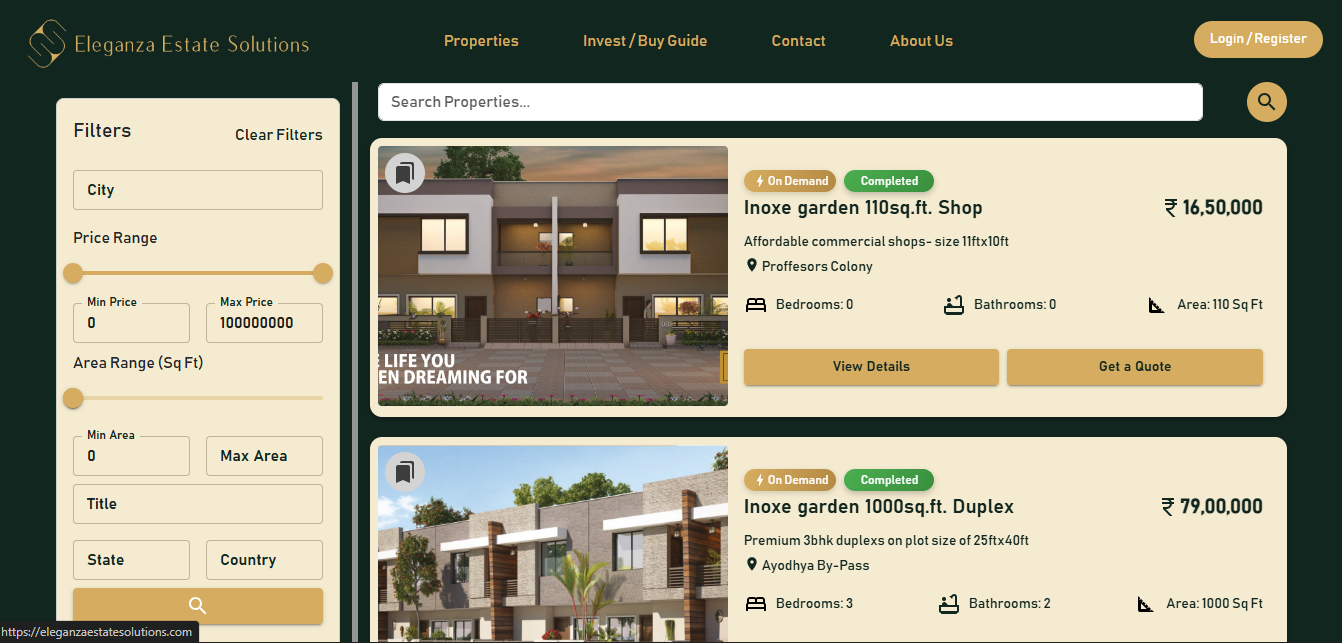 Eleganza Estate Solutions
Properties
Invest / Buy Guide
Contact
About Us
Login / Register
Filters
Clear Filters
City
Price Range
Min Price
0
Max Price
100000000
Area Range (Sq Ft)
Min Area
0
Max Area
Title
State
Country
https://eleganzaestatesolutions.com
Search Properties...
E LIFE YOU
EN DREAMING FOR
On Demand
Completed
Inoxe garden 110sq.ft. Shop
₹ 16,50,000
Affordable commercial shops- size 11ftx10ft
Proffesors Colony
Bedrooms: 0
Bathrooms: 0
Area: 110 Sq Ft
View Details
Get a Quote
On Demand
Completed
Inoxe garden 1000sq.ft. Duplex
₹ 79,00,000
Premium 3bhk duplexs on plot size of 25ftx40ft
Ayodhya By-Pass
Bedrooms: 3
Bathrooms: 2
Area: 1000 Sq Ft